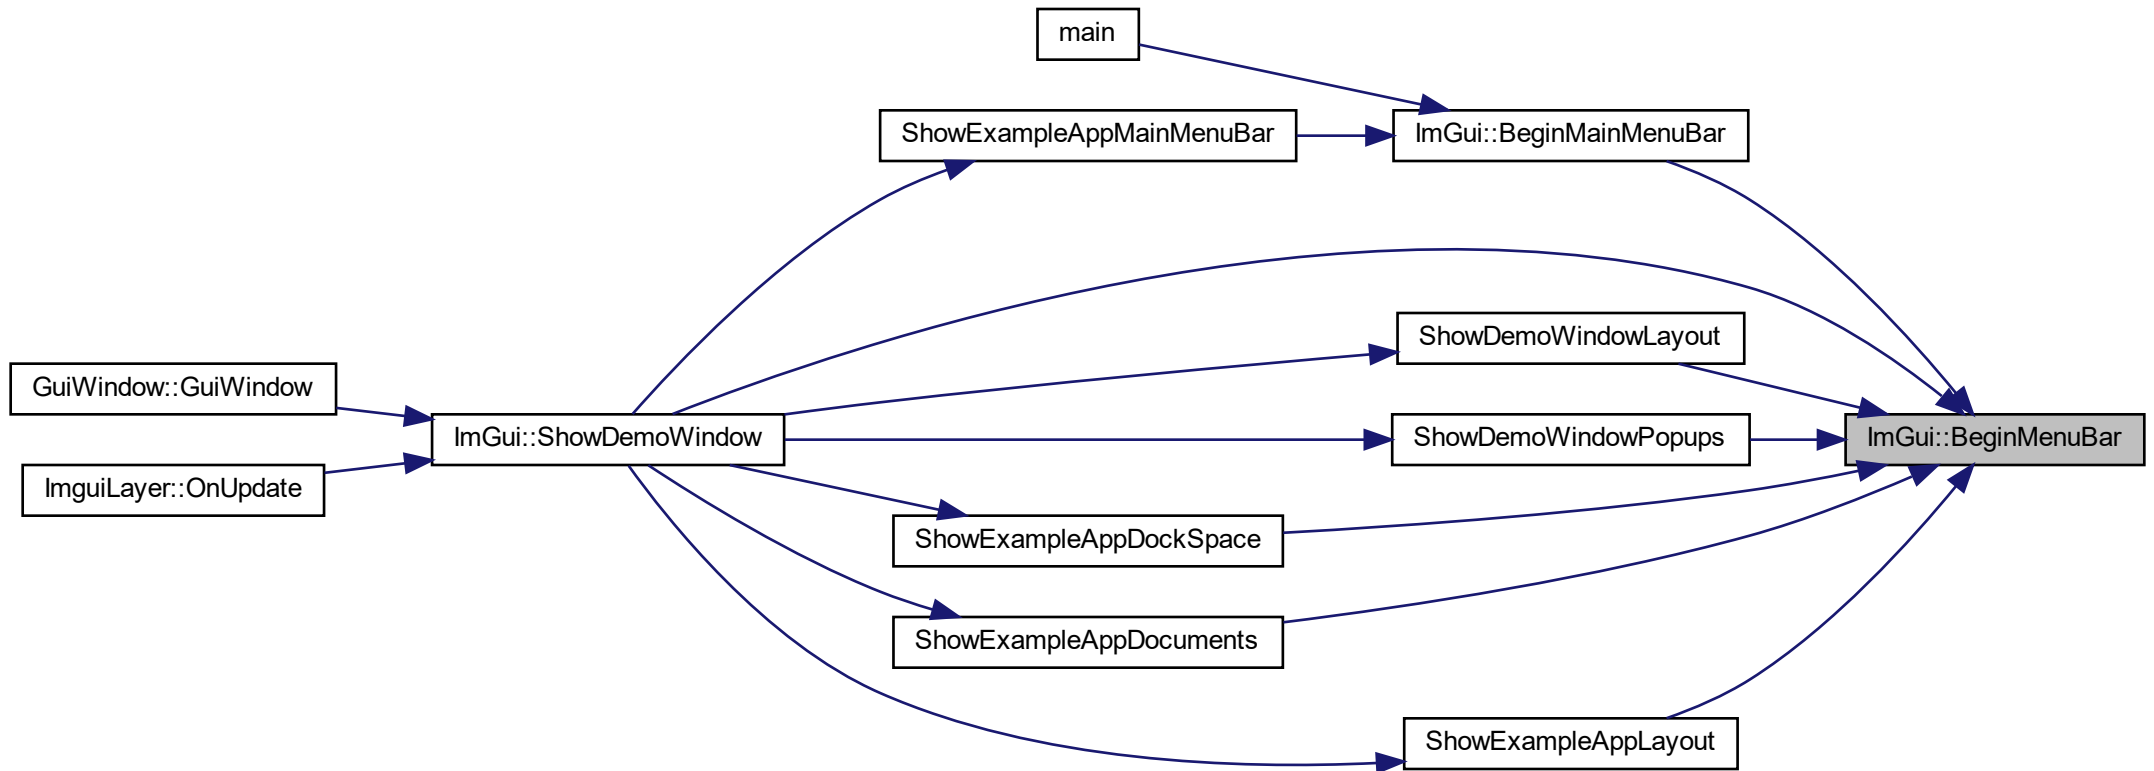 main
ShowExampleAppMainMenuBar
ImGui::BeginMainMenuBar
ShowDemoWindowLayout
GuiWindow::GuiWindow
ImGui::ShowDemoWindow
ShowDemoWindowPopups
ImGui::BeginMenuBar
ImguiLayer::OnUpdate
ShowExampleAppDockSpace
ShowExampleAppDocuments
ShowExampleAppLayout